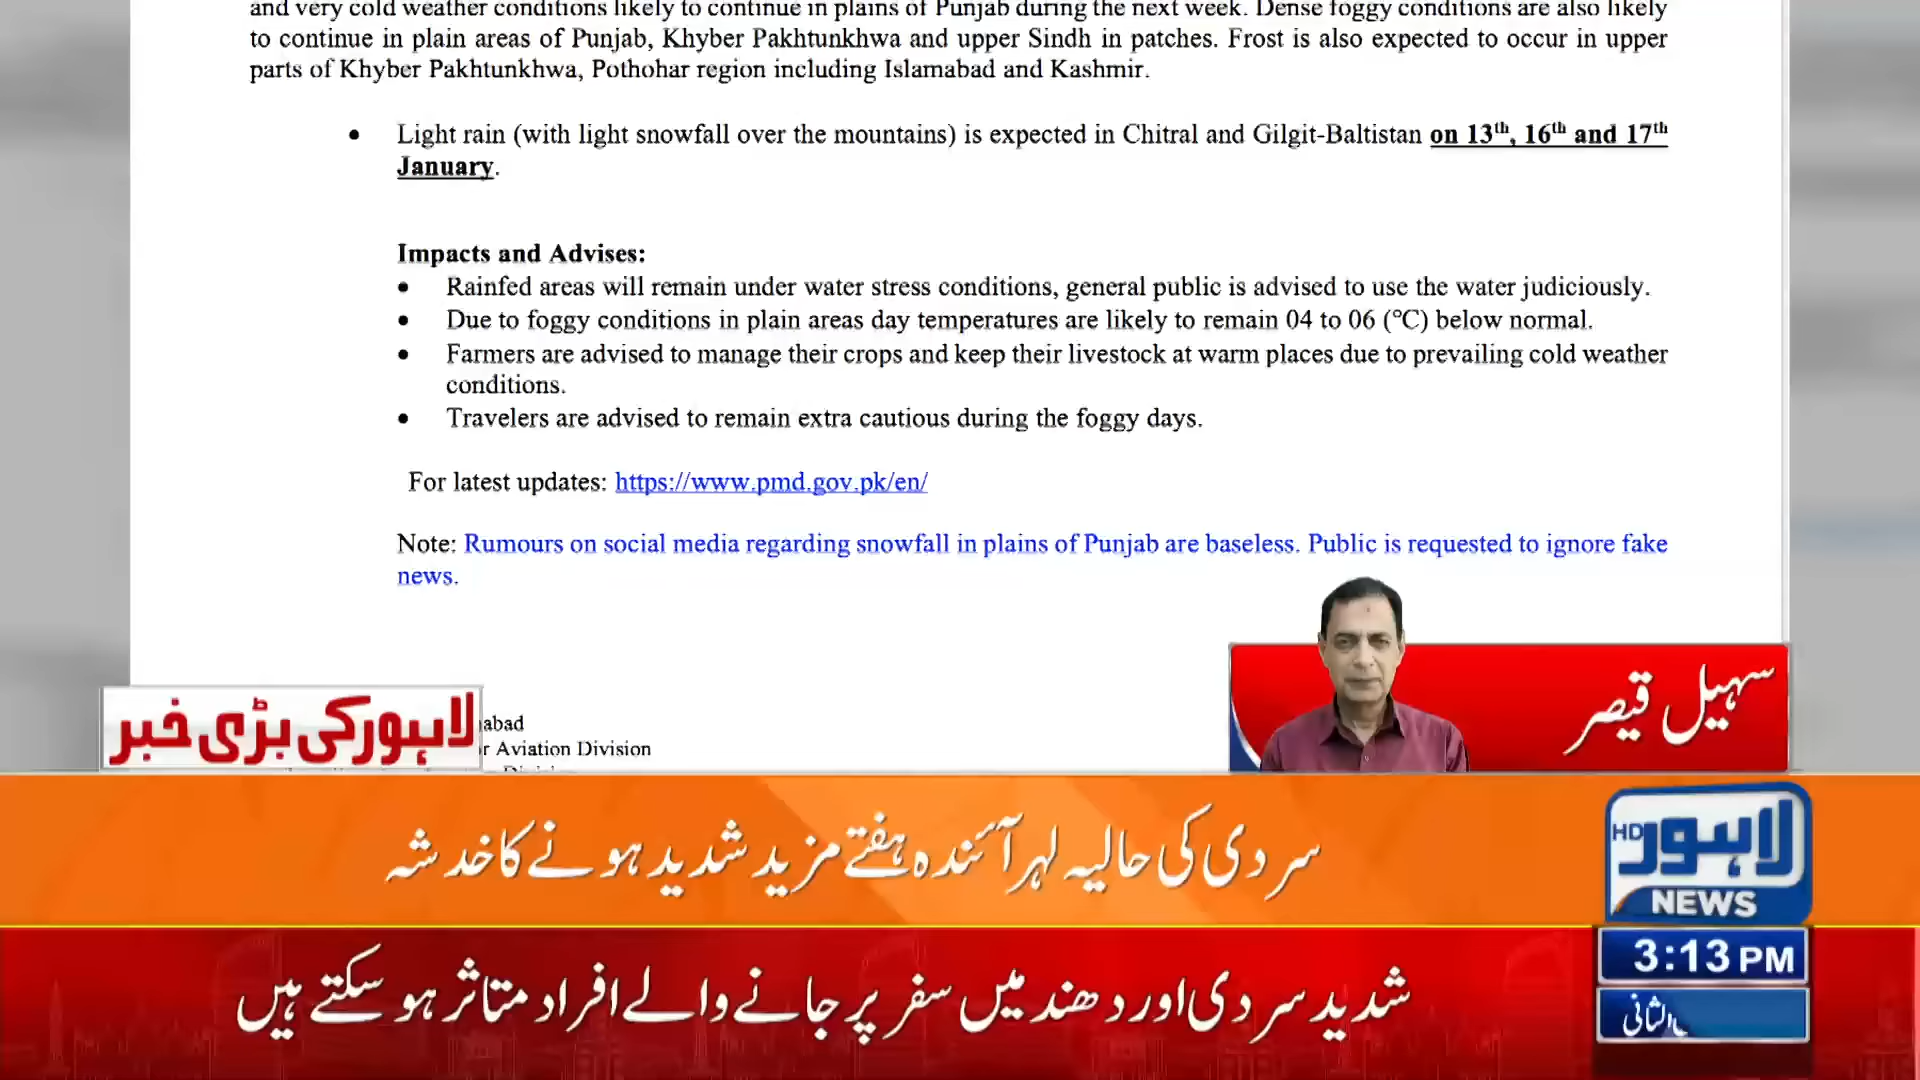 and very cold weather conditions likely to continue in plains of Punjab during the next week. Dense foggy conditions are also likely
to continue in plain areas of Punjab, Khyber Pakhtunkhwa and upper Sindh in patches. Frost is also expected to occur in upper
parts of Khyber Pakhtunkhwa, Pothohar region including Islamabad and Kashmir.
• Light rain (with light snowfall over the mountains) is expected in Chitral and Gilgit-Baltistan on 13th, 16th and 17th
January.
Impacts and Advises:
• Rainfed areas will remain under water stress conditions, general public is advised to use the water judiciously.
• Due to foggy conditions in plain areas day temperatures are likely to remain 04 to 06 (°C) below normal.
• Farmers are advised to manage their crops and keep their livestock at warm places due to prevailing cold weather
conditions.
• Travelers are advised to remain extra cautious during the foggy days.
For latest updates: https://www.pmd.gov.pk/en/
Note: Rumours on social media regarding snowfall in plains of Punjab are baseless. Public is requested to ignore fake
news.
سہیل قیصر
لاہور کی بڑی خبر
abad
r Aviation Division
سردی کی حالیہ لہر آئندہ ہفتے مزید شدید ہونے کا خدشہ
لاہور
HD
NEWS
3:13 PM
شدید سردی اور دھند میں سفر پر جانے والے افراد متاثر ہو سکتے ہیں